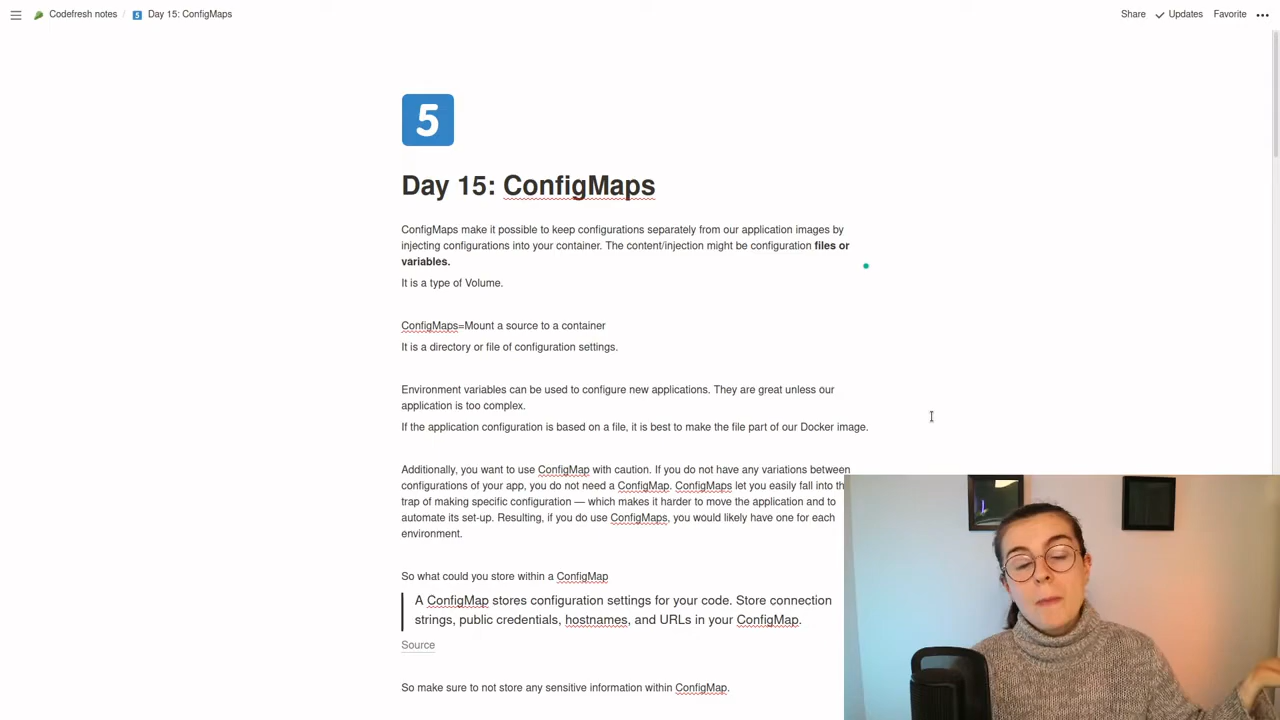 Codefresh notes / Day 15: ConfigMaps
Share Updates Favorite
5
Day 15: ConfigMaps
ConfigMaps make it possible to keep configurations separately from our application images by
injecting configurations into your container. The content/injection might be configuration files or
variables.
It is a type of Volume.
ConfigMaps=Mount a source to a container
It is a directory or file of configuration settings.
Environment variables can be used to configure new applications. They are great unless our
application is too complex.
If the application configuration is based on a file, it is best to make the file part of our Docker image.
Additionally, you want to use ConfigMap with caution. If you do not have any variations between
configurations of your app, you do not need a ConfigMap. ConfigMaps let you easily fall into
trap of making specific configuration — which makes it harder to move the application and to
automate its set-up. Resulting, if you do use ConfigMaps, you would likely have one for each
environment.
So what could you store within a ConfigMap
A ConfigMap stores configuration settings for your code. Store connection
strings, public credentials, hostnames, and URLs in your ConfigMap.
Source
So make sure to not store any sensitive information within ConfigMap.